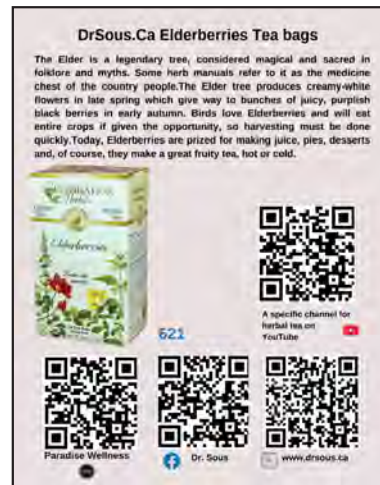 DrSous.Ca Elderberries Tea bags
The Elder is a legendary tree, considered magical and sacred in
folklore and myths. Some herb manuals refer to it as the medicine
chest of the country people.The Elder tree produces creamy-white
flowers in late spring which give way to bunches of juicy, purplish
black berries in early autumn. Birds love Elderberries and will eat
entire crops if given the opportunity, so harvesting must be done
quickly.Today, Elderberries are prized for making juice, pies, desserts
and, of course, they make a great fruity tea, hot or cold.
Elderberries
621
A specific channel for
herbal tea on
YouTube
Paradise Wellness
Dr. Sous
www.drsous.ca